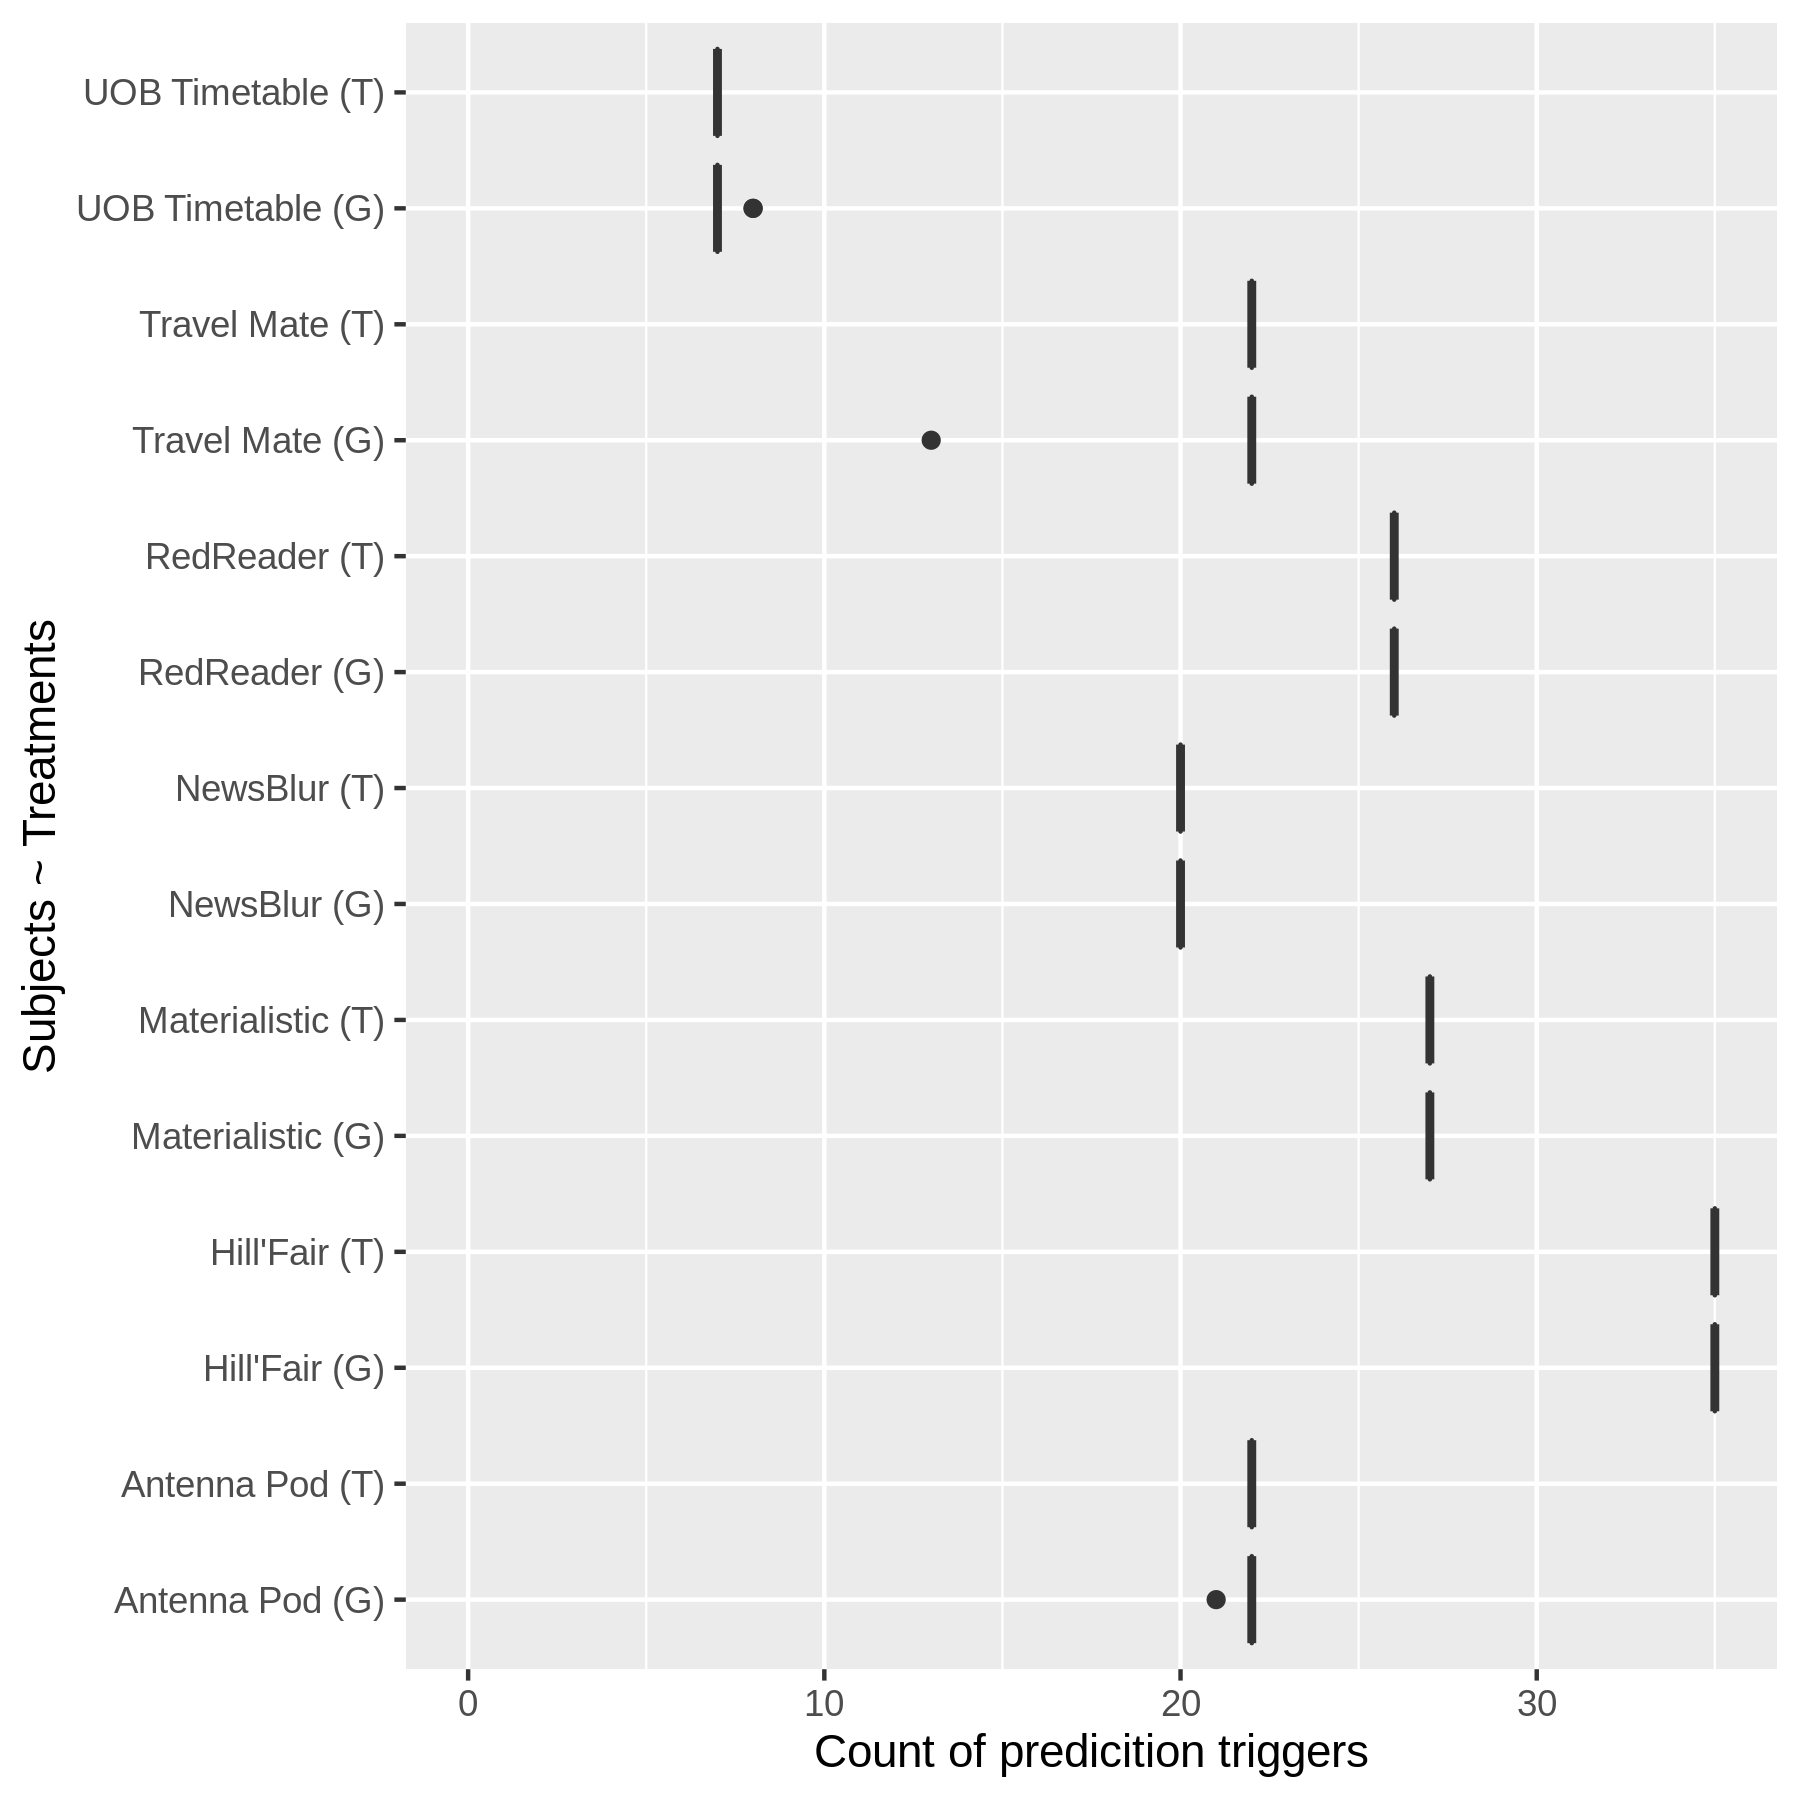 UOB Timetable (T)
UOB Timetable (G)
Travel Mate (T)
Travel Mate (G)
RedReader (T)
RedReader (G)
NewsBlur (T)
NewsBlur (G)
Materialistic (T)
Materialistic (G)
Hill'Fair (T)
Hill'Fair (G)
Antenna Pod (T)
Antenna Pod (G)
Subjects ~ Treatments
0 10 20 30
Count of predicition triggers